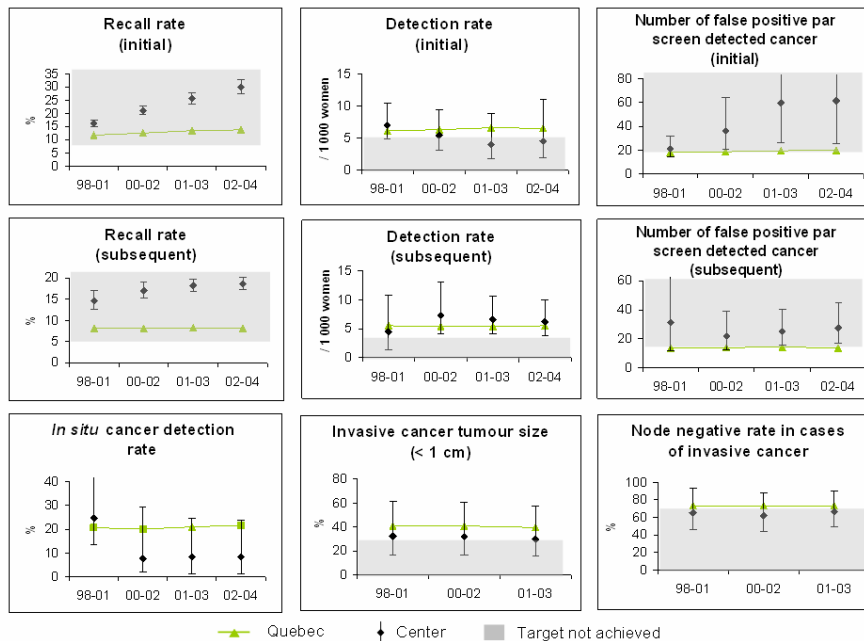 Recall rate
(initial)
35
30
25
20
15
10
5
0
%
98-01 00-02 01-03 02-04
Detection rate
(initial)
15
10
5
0
/ 1 000 women
98-01 00-02 01-03 02-04
Number of false positive par
screen detected cancer
(initial)
80
60
40
20
0
98-01 00-02 01-03 02-04
Recall rate
(subsequent)
20
15
10
5
0
%
98-01 00-02 01-03 02-04
Detection rate
(subsequent)
15
10
5
0
/ 1 000 women
98-01 00-02 01-03 02-04
Number of false positive par
screen detected cancer
(subsequent)
60
40
20
0
98-01 00-02 01-03 02-04
In situ cancer detection
rate
40
30
20
10
0
%
98-01 00-02 01-03 02-04
Invasive cancer tumour size
(< 1 cm)
80
60
40
20
0
%
98-01 00-02 01-03
Node negative rate in cases
of invasive cancer
100
80
60
40
20
0
%
98-01 00-02 01-03
Quebec Center Target not achieved